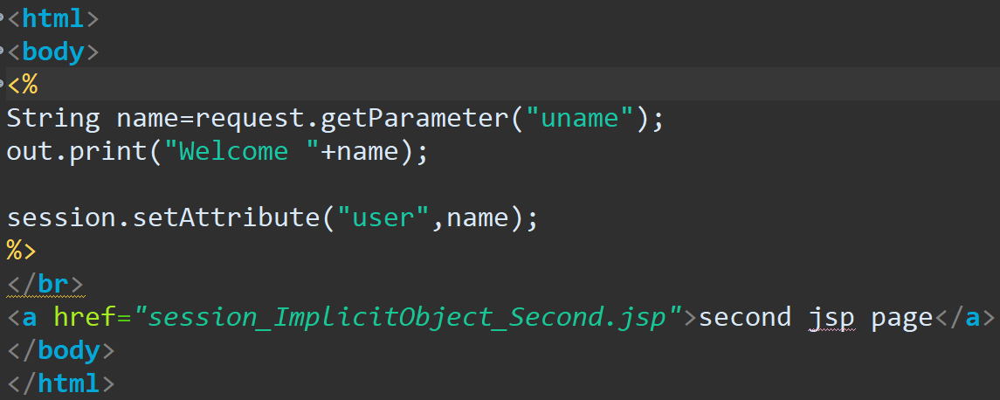 <html>
<body>
<%
String name=request.getParameter("uname");
out.print("Welcome "+name);
session.setAttribute("user",name);
%>
</br>
<a href="session_ImplicitObject_Second.jsp">second jsp page</a>
</body>
</html>